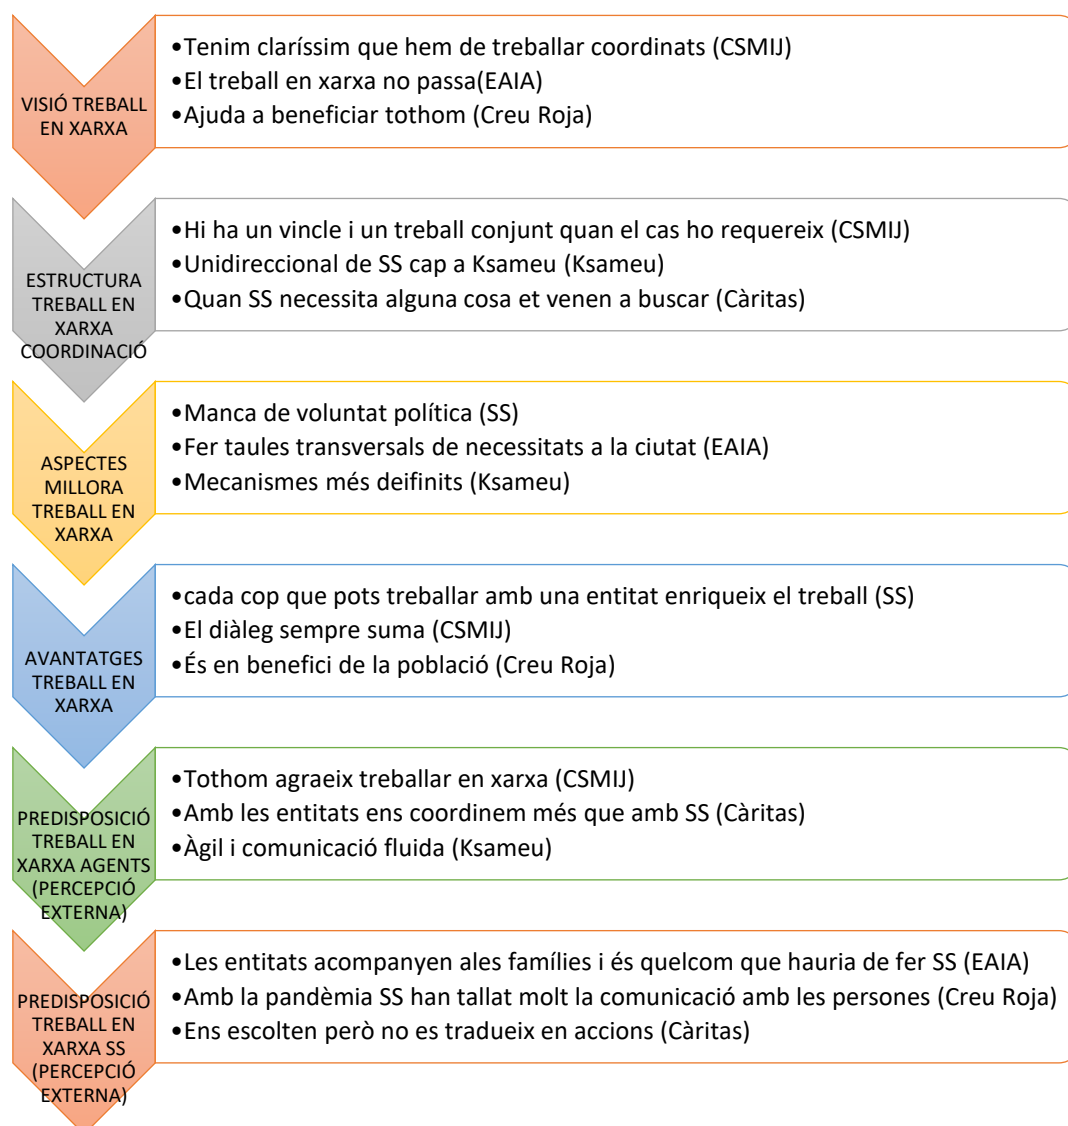 VISIÓ TREBALL
EN XARXA
•Tenim claríssim que hem de treballar coordinats (CSMIJ)
•El treball en xarxa no passa(EAIA)
•Ajuda a beneficiar tothom (Creu Roja)
ESTRUCTURA
TREBALL EN
XARXA
COORDINACIÓ
•Hi ha un vincle i un treball conjunt quan el cas ho requereix (CSMIJ)
•Unidireccional de SS cap a Ksameu (Ksameu)
•Quan SS necessita alguna cosa et venen a buscar (Càritas)
ASPECTES
MILLORA
TREBALL EN
XARXA
•Manca de voluntat política (SS)
•Fer taules transversals de necessitats a la ciutat (EAIA)
•Mecanismes més deifinits (Ksameu)
AVANTATGES
TREBALL EN
XARXA
•cada cop que pots treballar amb una entitat enriqueix el treball (SS)
•El diàleg sempre suma (CSMIJ)
•És en benefici de la població (Creu Roja)
PREDISPOSICIÓ
TREBALL EN
XARXA AGENTS
(PERCEPCIÓ
EXTERNA)
•Tothom agraeix treballar en xarxa (CSMIJ)
•Amb les entitats ens coordinem més que amb SS (Càritas)
•Àgil i comunicació fluida (Ksameu)
PREDISPOSICIÓ
TREBALL EN
XARXA SS
(PERCEPCIÓ
EXTERNA)
•Les entitats acompanyen ales famílies i és quelcom que hauria de fer SS (EAIA)
•Amb la pandèmia SS han tallat molt la comunicació amb les persones (Creu Roja)
•Ens escolten però no es tradueix en accions (Càritas)